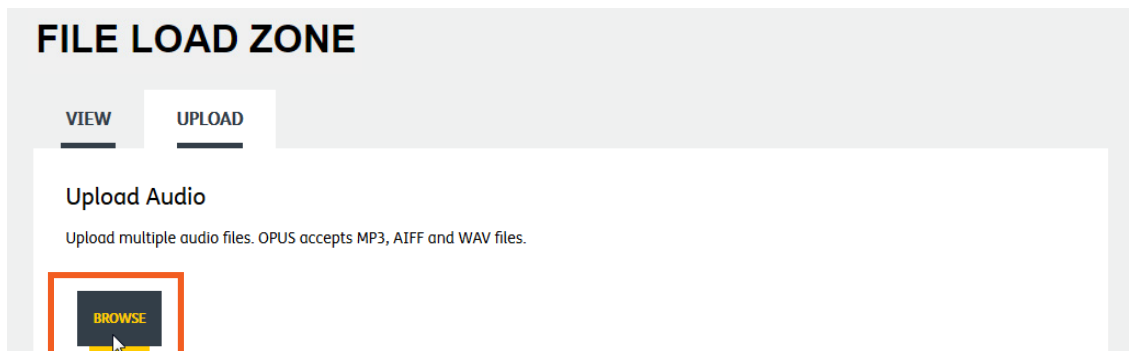 FILE LOAD ZONE
VIEW UPLOAD
Upload Audio
Upload multiple audio files. OPUS accepts MP3, AIFF and WAV files.
BROWSE